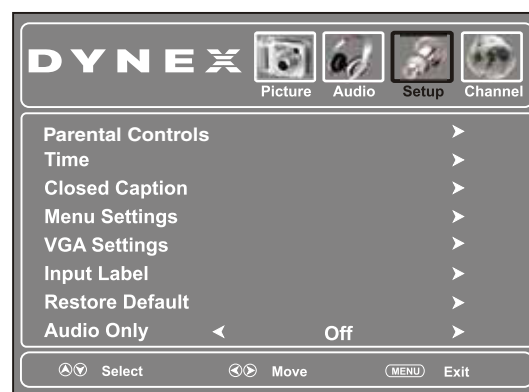 DYNEX
Picture Audio Setup Channel
Parental Controls
Time
Closed Caption
Menu Settings
VGA Settings
Input Label
Restore Default
Audio Only Off
Select Move MENU Exit